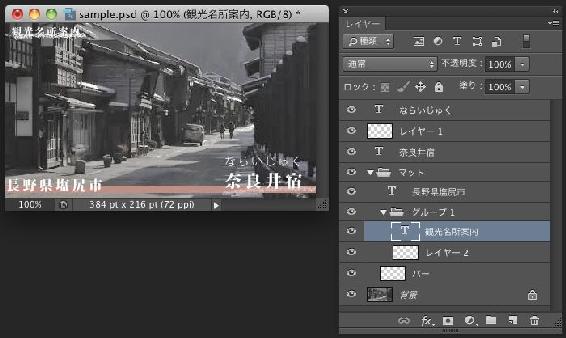 sample.psd @ 100% (観光名所案内, RGB/8) *
観光名所案内
ならいじゅく
奈良井宿
長野県塩尻市
100%
384 pt x 216 pt (72 ppi)
レイヤー
種類
T
通常
不透明度: 100%
ロック:
塗り: 100%
T ならいじゅく
レイヤー 1
T 奈良井宿
マット
T 長野県塩尻市
グループ 1
T 観光名所案内
レイヤー 2
バー
背景
fx